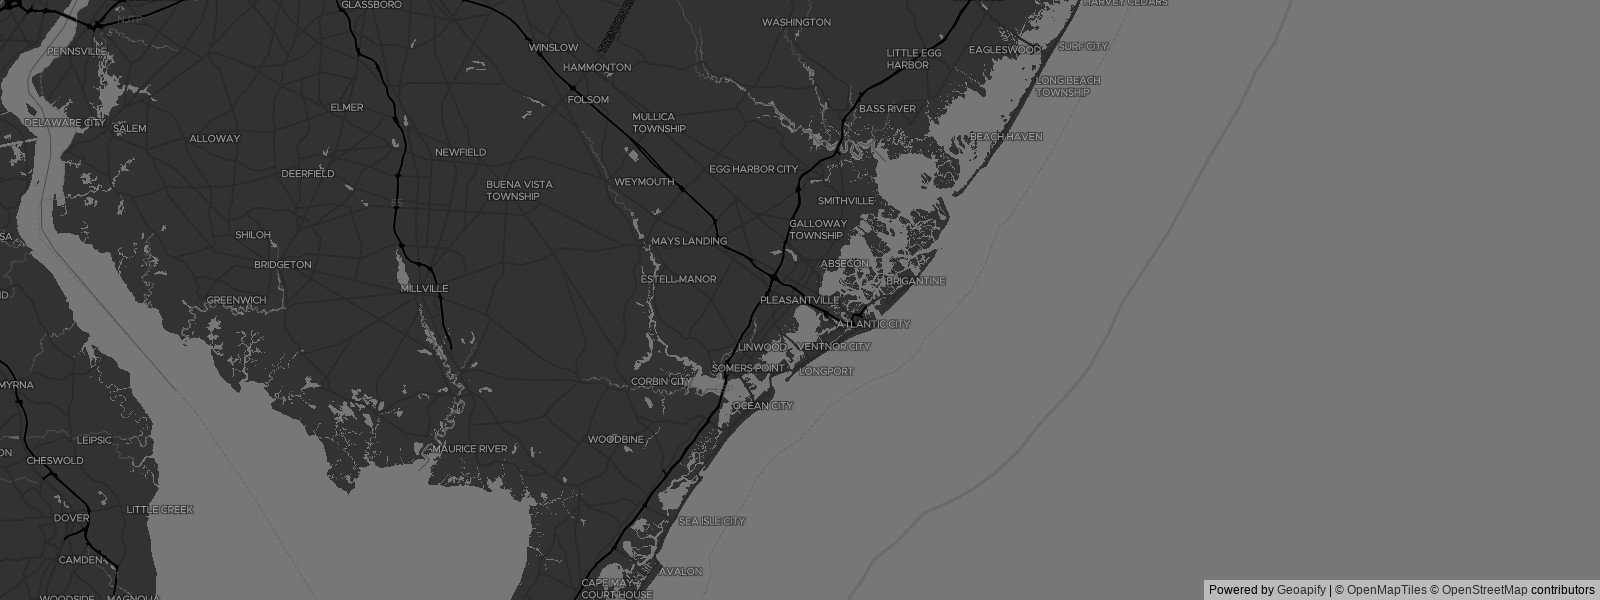 GLASSBORO
HARVEY CEDARS
WASHINGTON
PENNSVILLE
WINSLOW
EAGLESWOOD
SURF CITY
LITTLE EGG
HARBOR
HAMMONTON
LONG BEACH
TOWNSHIP
FOLSOM
ELMER
BASS RIVER
MULLICA
TOWNSHIP
DELAWARE CITY
SALEM
ALLOWAY
BEACH HAVEN
NEWFIELD
EGG HARBOR CITY
DEERFIELD
WEYMOUTH
BUENA VISTA
TOWNSHIP
55
SMITHVILLE
GALLOWAY
TOWNSHIP
SA
SHILOH
MAYS LANDING
BRIDGETON
ABSECON
ESTELL MANOR
BRIGANTINE
MILLVILLE
ND
GREENWICH
PLEASANTVILLE
ATLANTIC CITY
LINWOOD
VENTNOR CITY
SOMERS POINT
LONGPORT
MYRNA
CORBIN CITY
OCEAN CITY
LEIPSIC
WOODBINE
MAURICE RIVER
ON
CHESWOLD
LITTLE CREEK
DOVER
SEA ISLE CITY
CAMDEN
AVALON
CAPE MAY
COURT HOUSE
WOODSIDE
MAGNOLIA
Powered by Geoapify | © OpenMapTiles © OpenStreetMap contributors